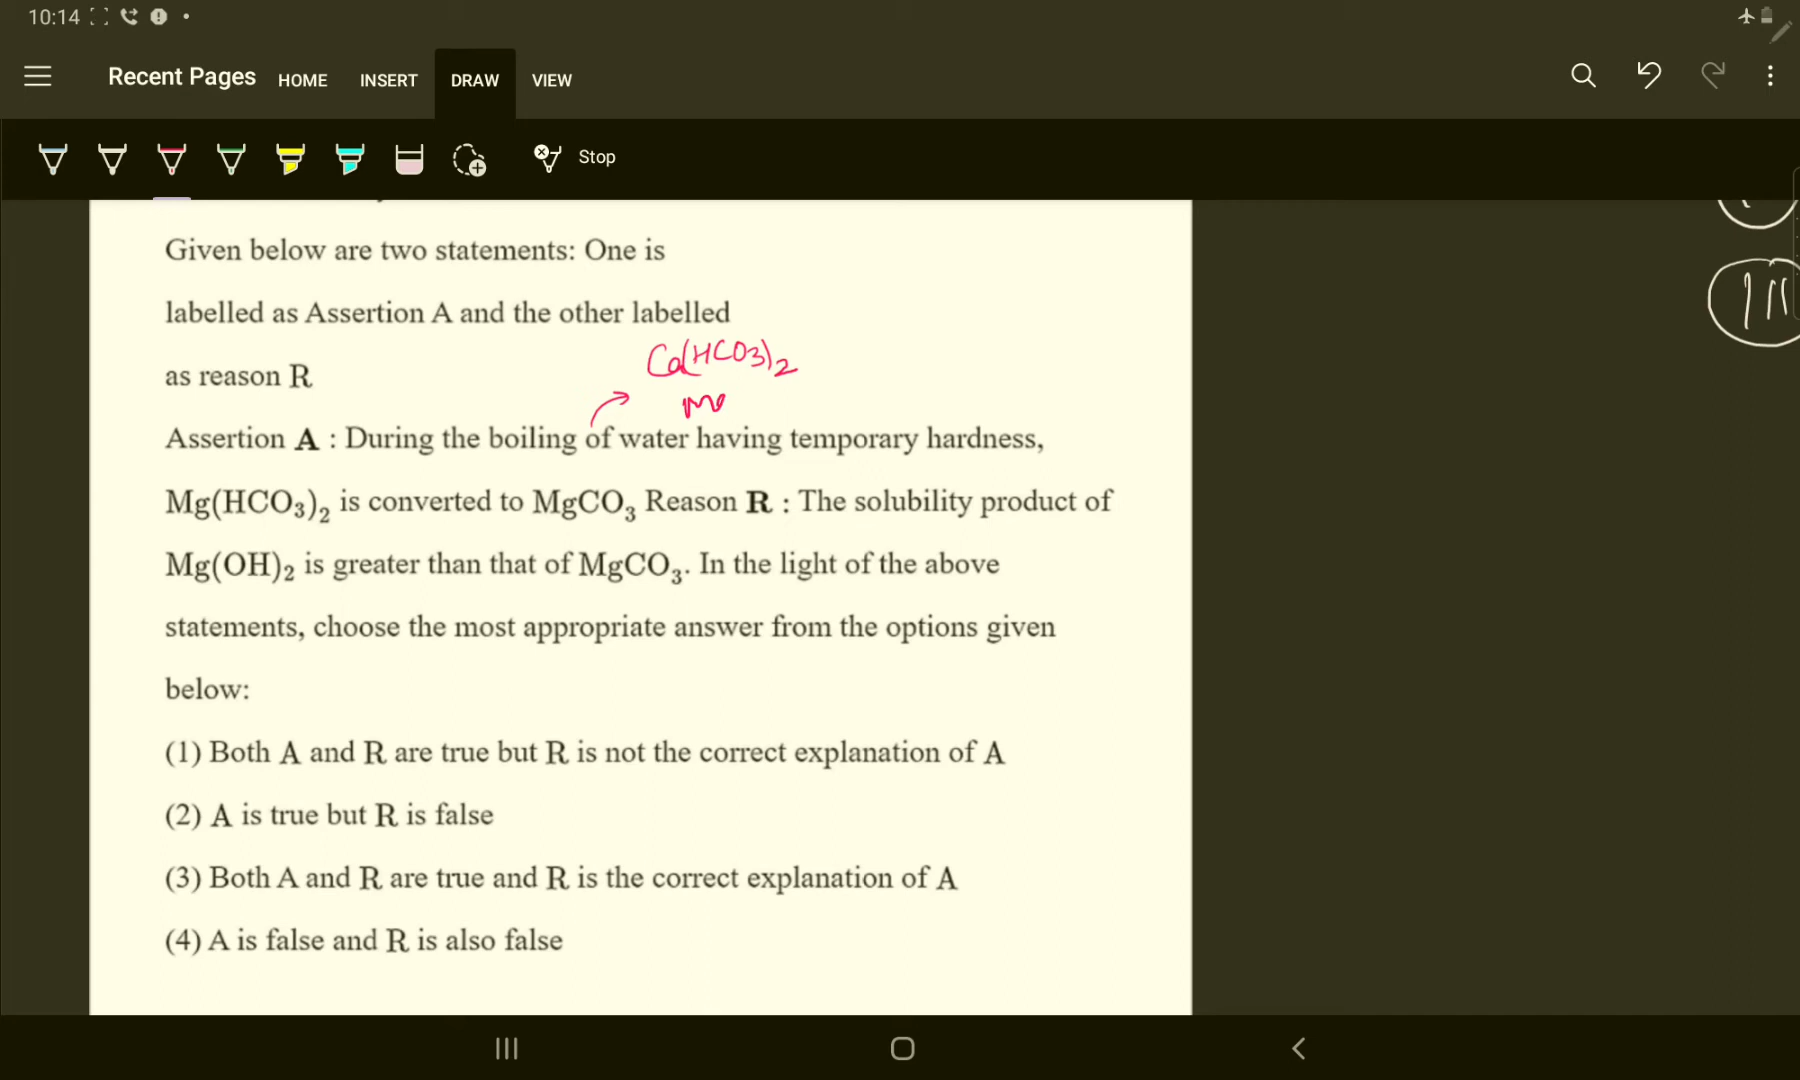 10:14
Recent Pages HOME INSERT DRAW VIEW
Stop
Given below are two statements: One is
labelled as Assertion A and the other labelled
Ca(HCO3)2
as reason R
Assertion A : During the boiling of water having temporary hardness,
Mg(HCO₃)₂ is converted to MgCO₃ Reason R : The solubility product of
Mg(OH)₂ is greater than that of MgCO₃. In the light of the above
statements, choose the most appropriate answer from the options given
below:
(1) Both A and R are true but R is not the correct explanation of A
(2) A is true but R is false
(3) Both A and R are true and R is the correct explanation of A
(4) A is false and R is also false